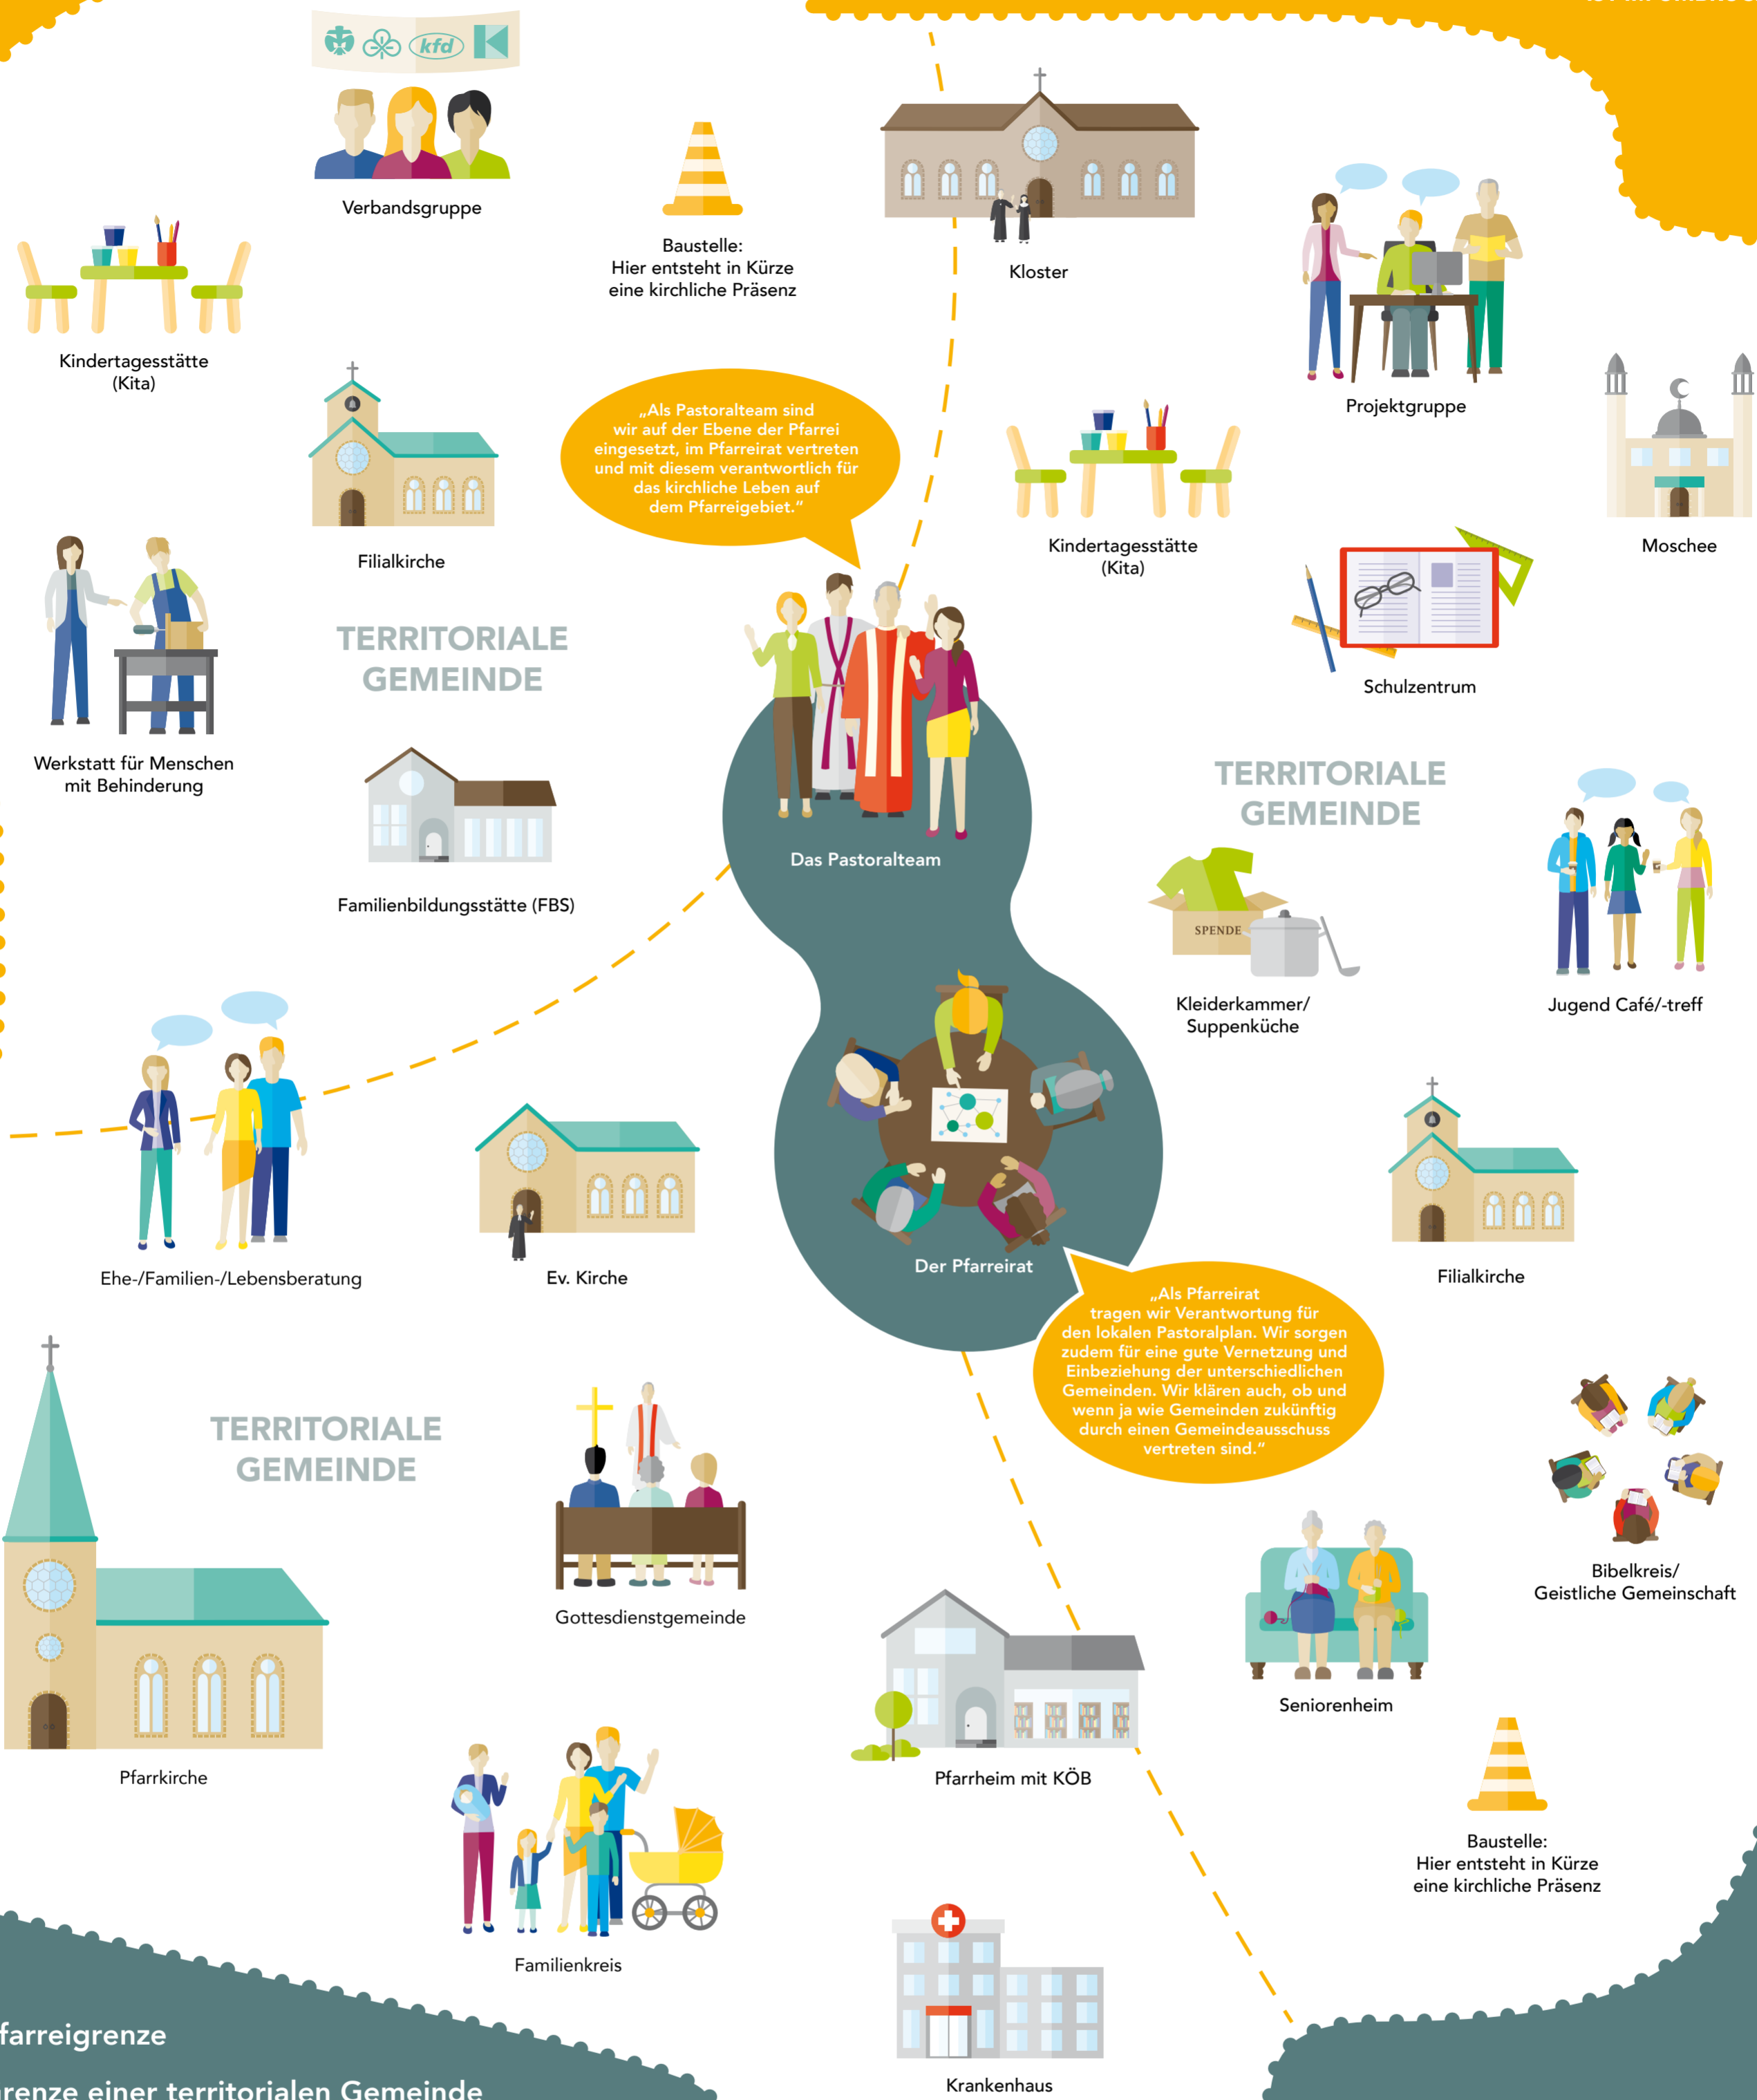 kfd
Verbandsgruppe
Baustelle:
Hier entsteht in Kürze
eine kirchliche Präsenz
Kloster
Kindertagesstätte
(Kita)
Projektgruppe
„Als Pastoralteam sind
wir auf der Ebene der Pfarrei
eingesetzt, im Pfarreirat vertreten
und mit diesem verantwortlich für
das kirchliche Leben auf
dem Pfarreigebiet.“
Filialkirche
Kindertagesstätte
(Kita)
Moschee
TERRITORIALE
GEMEINDE
Schulzentrum
Werkstatt für Menschen
mit Behinderung
TERRITORIALE
GEMEINDE
Das Pastoralteam
Familienbildungsstätte (FBS)
SPENDE
Kleiderkammer/
Suppenküche
Jugend Café/-treff
Ehe-/Familien-/Lebensberatung
Ev. Kirche
Der Pfarreirat
Filialkirche
„Als Pfarreirat
tragen wir Verantwortung für
den lokalen Pastoralplan. Wir sorgen
zudem für eine gute Vernetzung und
Einbeziehung der unterschiedlichen
Gemeinden. Wir klären auch, ob und
wenn ja wie Gemeinden zukünftig
durch einen Gemeindeausschuss
vertreten sind.“
TERRITORIALE
GEMEINDE
Gottesdienstgemeinde
Bibelkreis/
Geistliche Gemeinschaft
Seniorenheim
Pfarrkirche
Pfarrheim mit KÖB
Baustelle:
Hier entsteht in Kürze
eine kirchliche Präsenz
Familienkreis
farreigrenze
renze einer territorialen Gemeinde
Krankenhaus